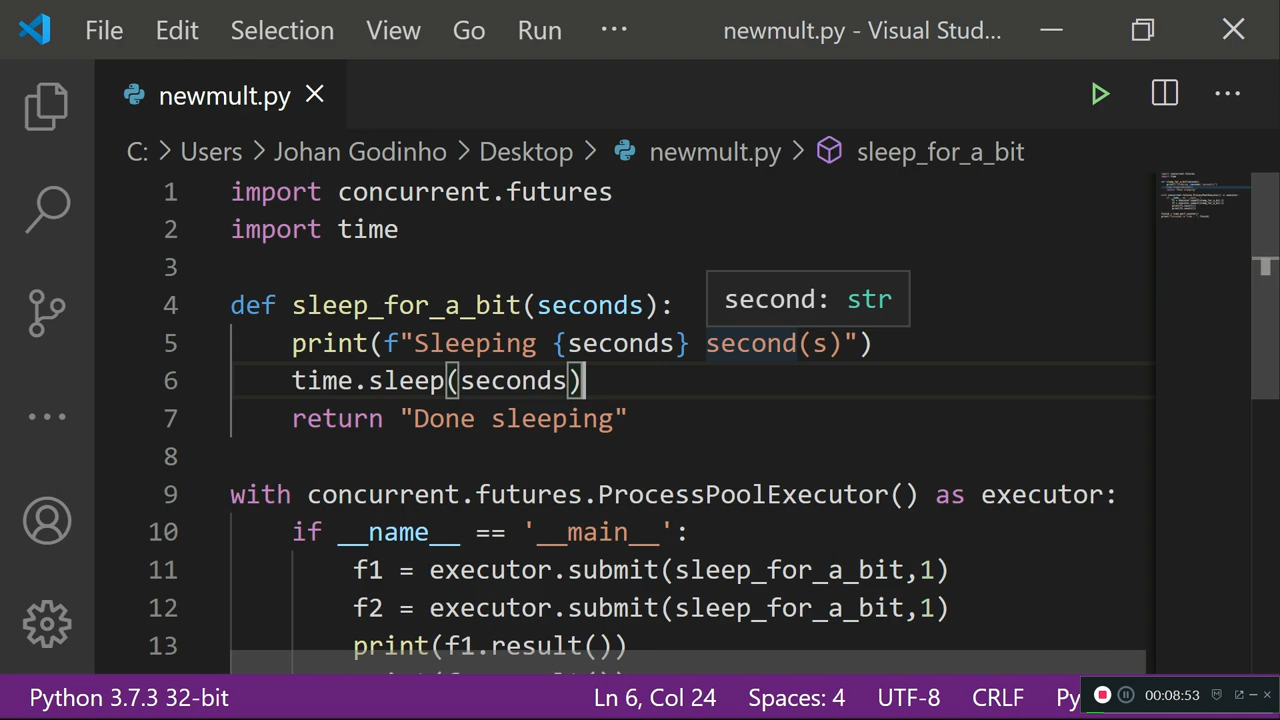 File Edit Selection View Go Run ··· newmult.py - Visual Stud...
newmult.py
C: > Users > Johan Godinho > Desktop > newmult.py > sleep_for_a_bit
1 import concurrent.futures
2 import time
3
second: str
4 def sleep_for_a_bit(seconds):
5 print(f"Sleeping {seconds} second(s)")
6 time.sleep(seconds)
7 return "Done sleeping"
8
9 with concurrent.futures.ProcessPoolExecutor() as executor:
10 if __name__ == '__main__':
11 f1 = executor.submit(sleep_for_a_bit,1)
12 f2 = executor.submit(sleep_for_a_bit,1)
13 print(f1.result())
Python 3.7.3 32-bit Ln 6, Col 24 Spaces: 4 UTF-8 CRLF Py 00:08:53